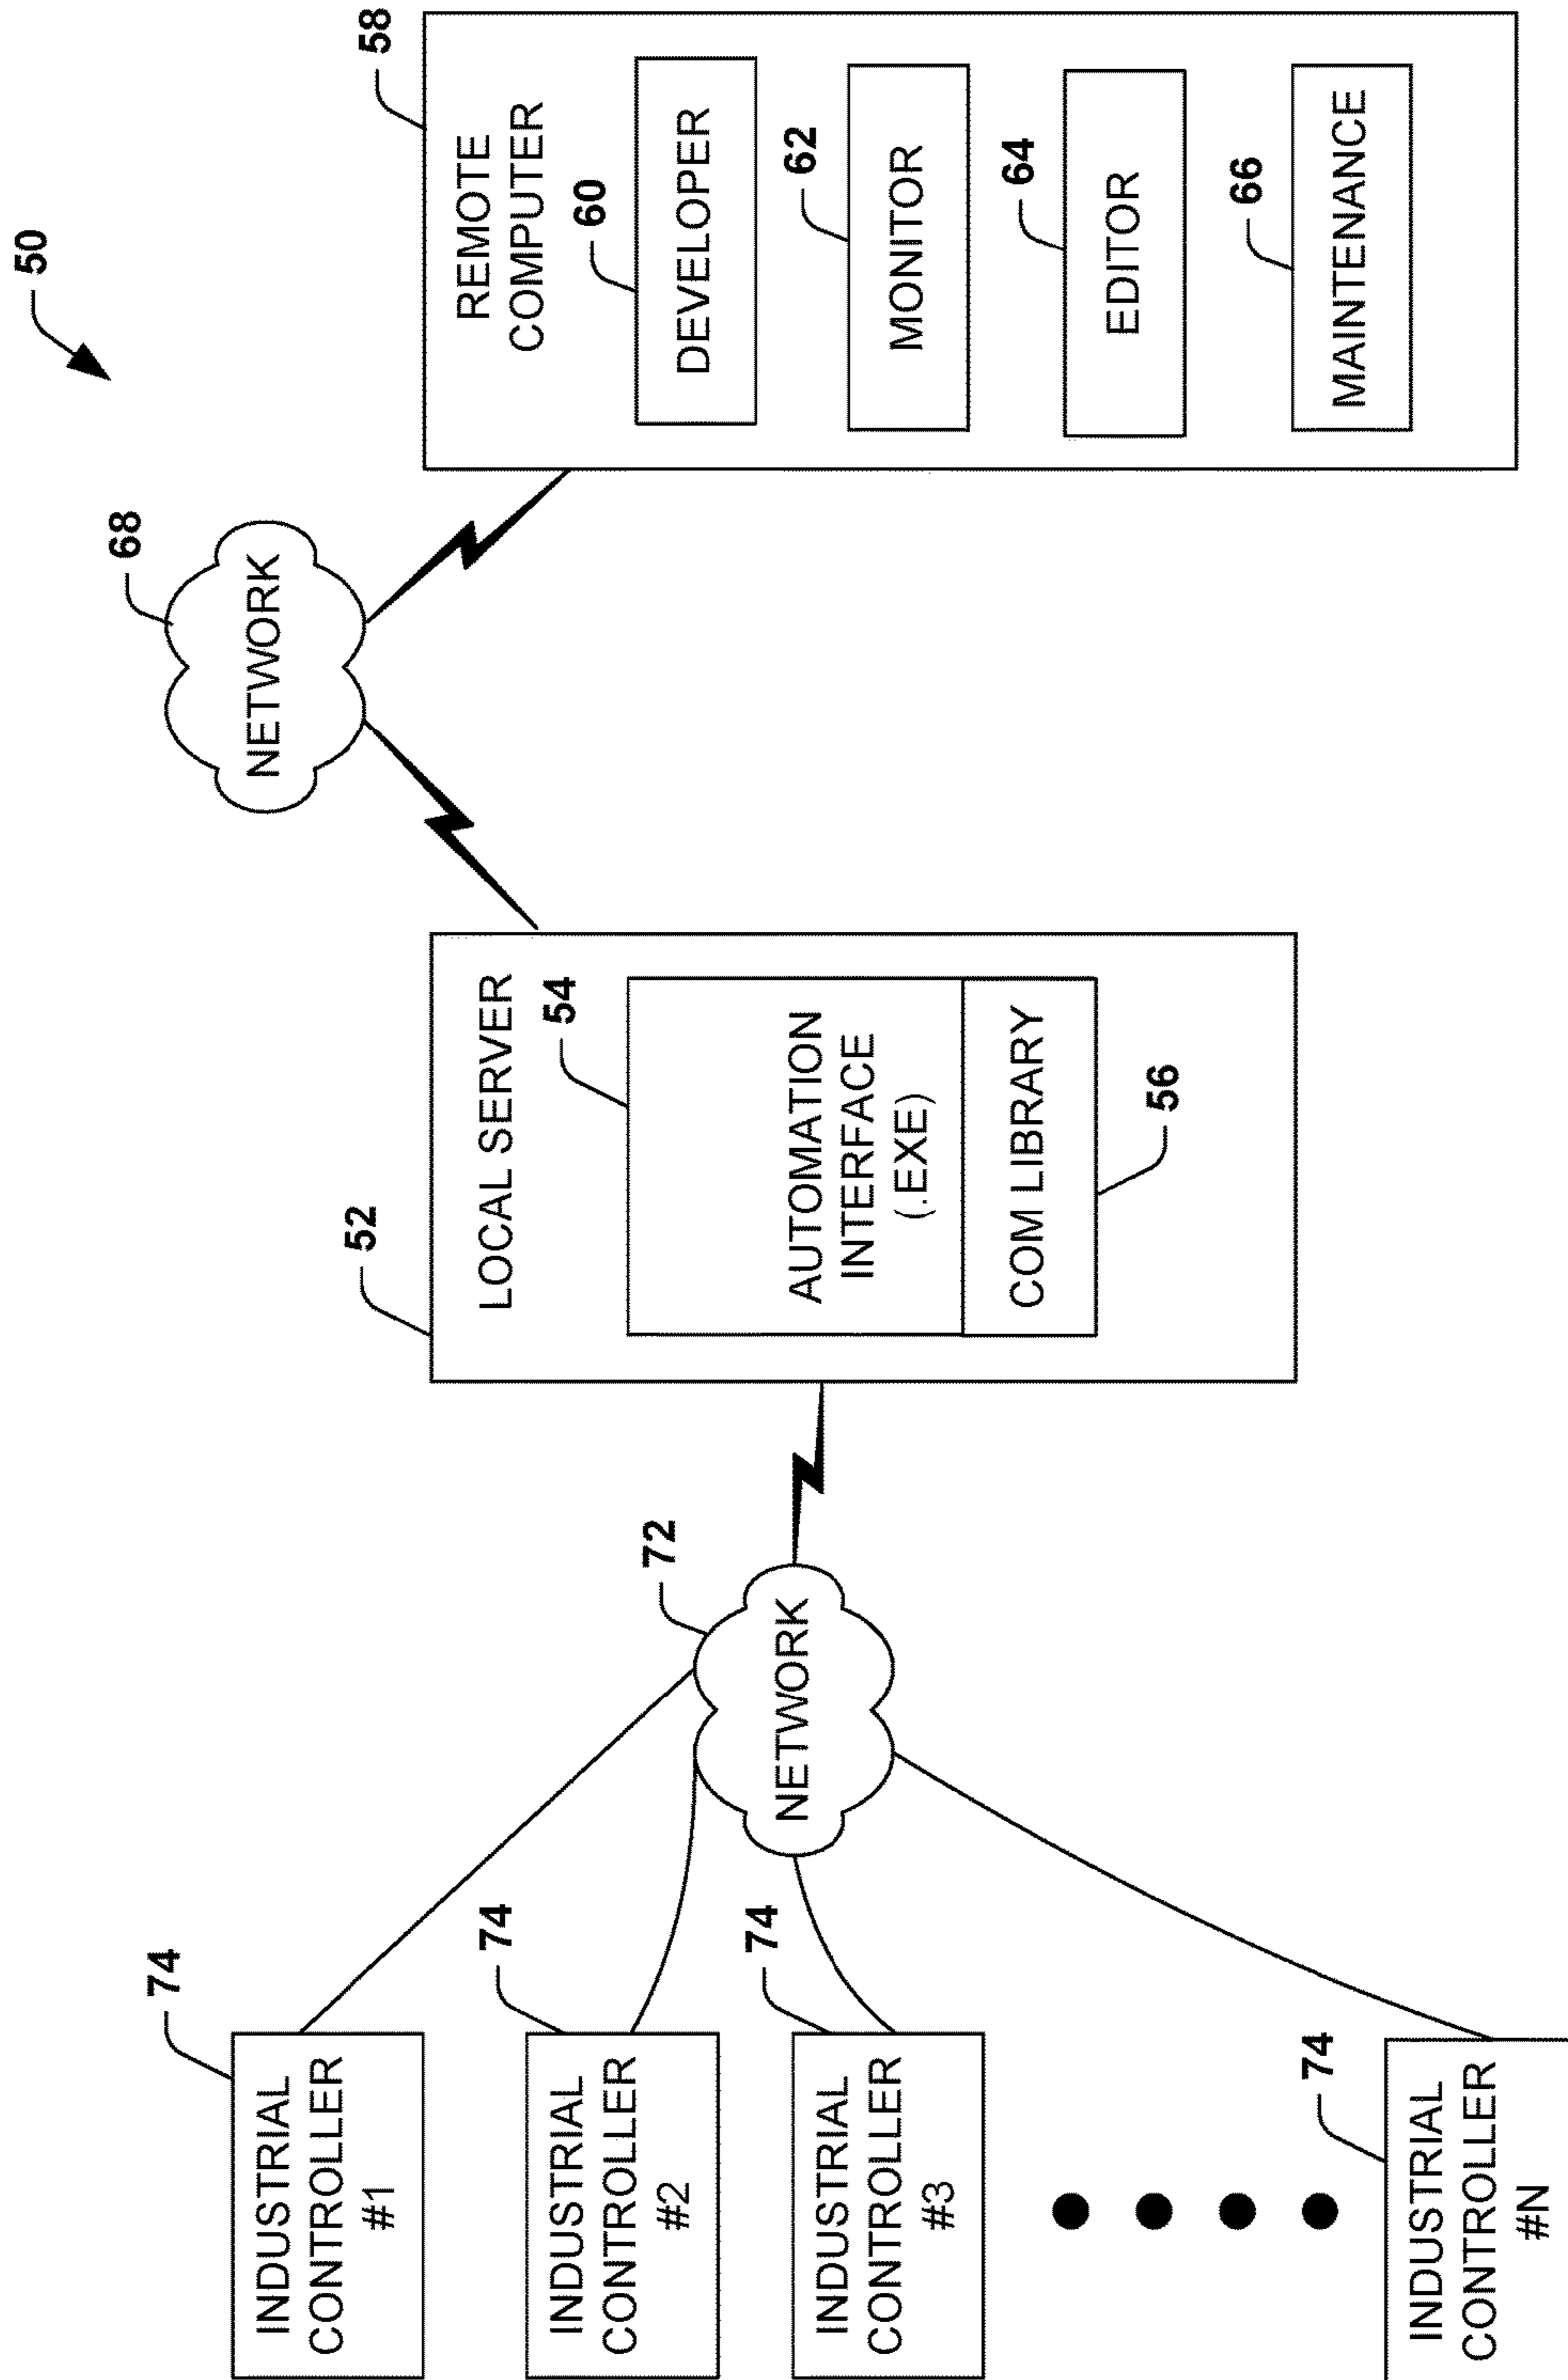 50
74
INDUSTRIAL
CONTROLLER
#1
74
INDUSTRIAL
CONTROLLER
#2
74
INDUSTRIAL
CONTROLLER
#3
74
INDUSTRIAL
CONTROLLER
#N
72
NETWORK
52
LOCAL SERVER
54
AUTOMATION
INTERFACE
(.EXE)
COM LIBRARY
56
68
NETWORK
58
REMOTE
COMPUTER
60
DEVELOPER
62
MONITOR
64
EDITOR
66
MAINTENANCE